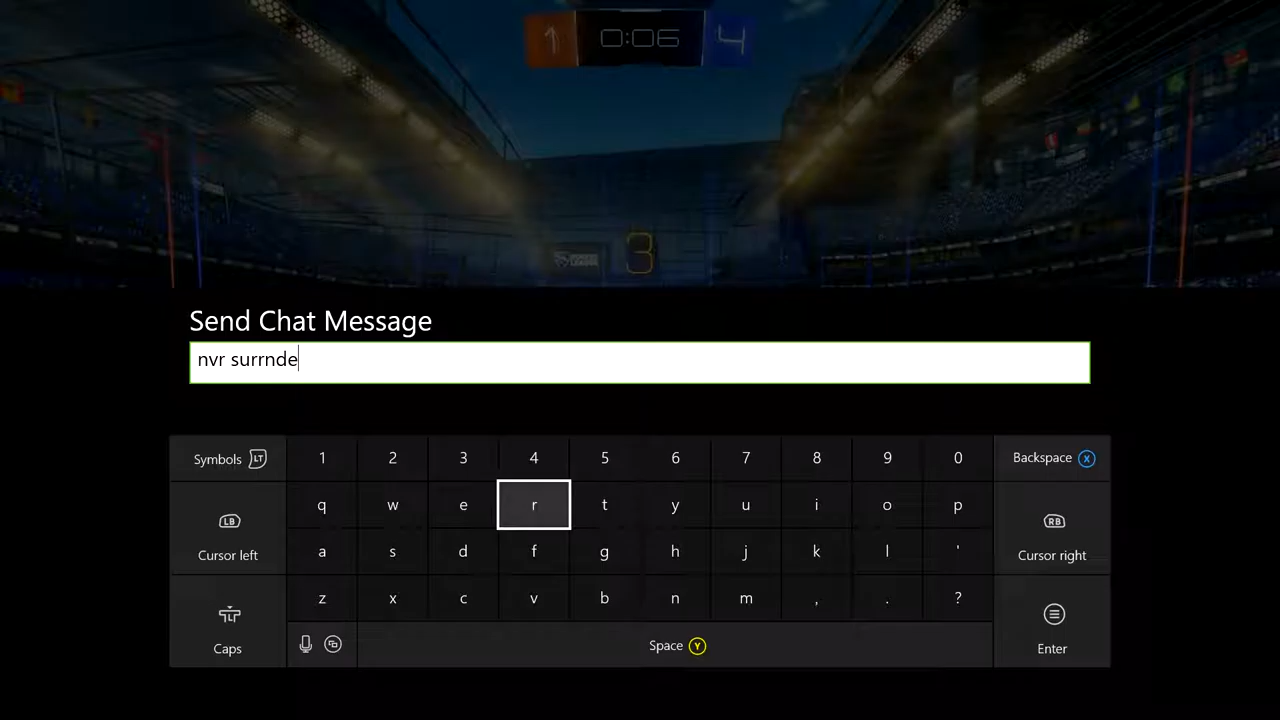 1 0:06 4
3
Send Chat Message
nvr surrnde
Symbols LT 1 2 3 4 5 6 7 8 9 0 Backspace X
q w e r t y u i o p
LB RB
Cursor left a s d f g h j k l ' Cursor right
z x c v b n m , . ?
Caps Space Y Enter